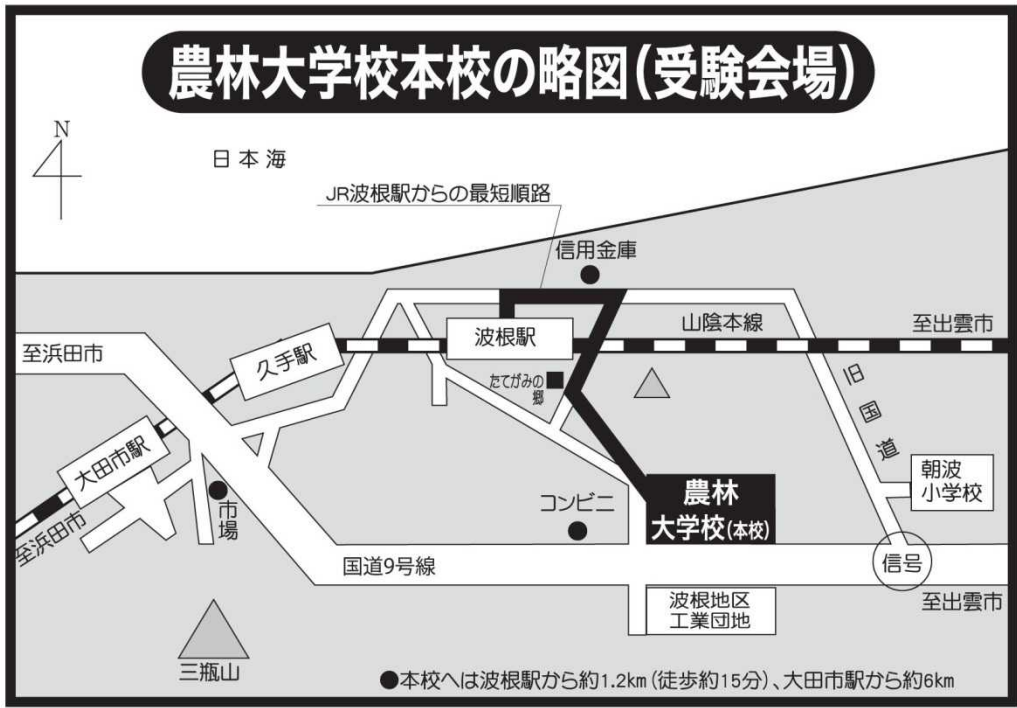 農林大学校本校の略図(受験会場)
N
日本海
JR波根駅からの最短順路
信用金庫
山陰本線
至出雲市
至浜田市
久手駅
波根駅
たてがみの
郷
旧国道
大田市駅
朝波
小学校
農林
大学校(本校)
コンビニ
市場
至浜田市
国道9号線
信号
波根地区
工業団地
至出雲市
三瓶山
●本校へは波根駅から約1.2km(徒歩約15分)、大田市駅から約6km